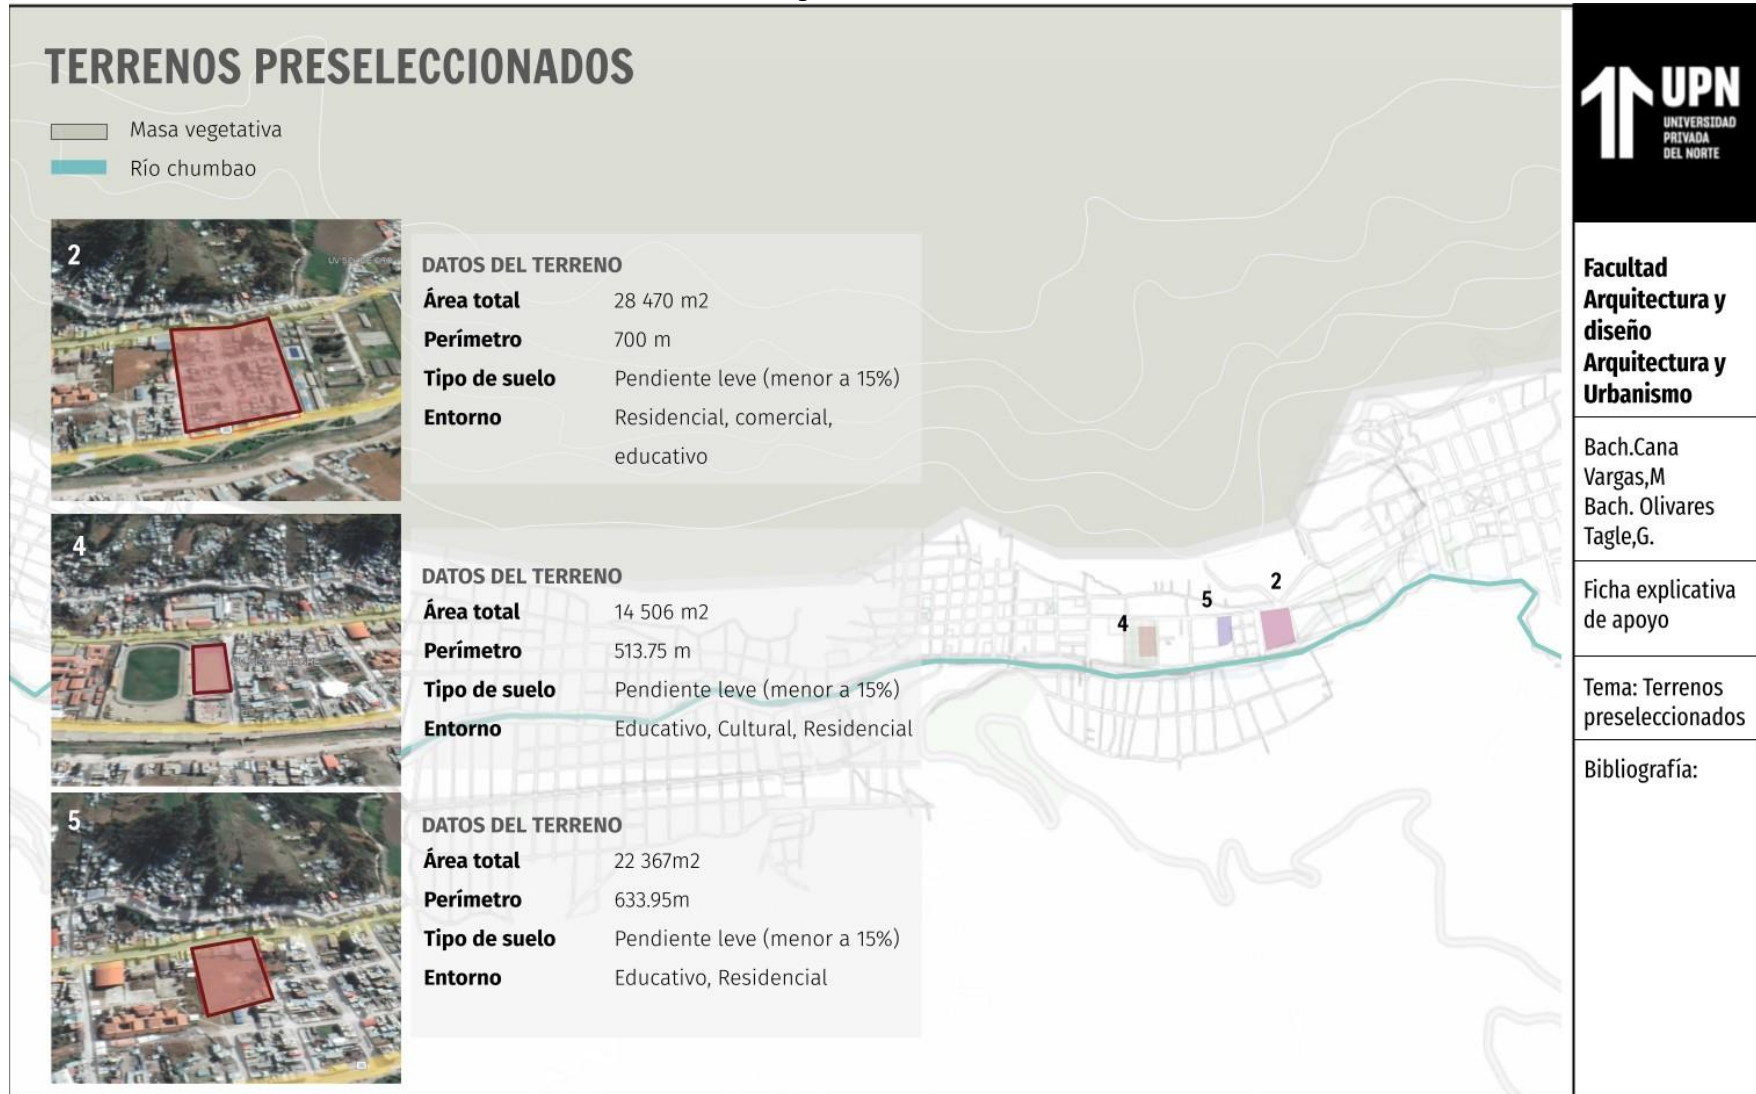 TERRENOS PRESELECCIONADOS
Masa vegetativa
Río chumbao
2
DATOS DEL TERRENO
Área total 28 470 m2
Perímetro 700 m
Tipo de suelo Pendiente leve (menor a 15%)
Entorno Residencial, comercial,
educativo
4
DATOS DEL TERRENO
Área total 14 506 m2
Perímetro 513.75 m
Tipo de suelo Pendiente leve (menor a 15%)
Entorno Educativo, Cultural, Residencial
5
DATOS DEL TERRENO
Área total 22 367m2
Perímetro 633.95m
Tipo de suelo Pendiente leve (menor a 15%)
Entorno Educativo, Residencial
4
5
2
UPN
UNIVERSIDAD
PRIVADA
DEL NORTE
Facultad
Arquitectura y
diseño
Arquitectura y
Urbanismo
Bach.Cana
Vargas,M
Bach. Olivares
Tagle,G.
Ficha explicativa
de apoyo
Tema: Terrenos
preseleccionados
Bibliografía: